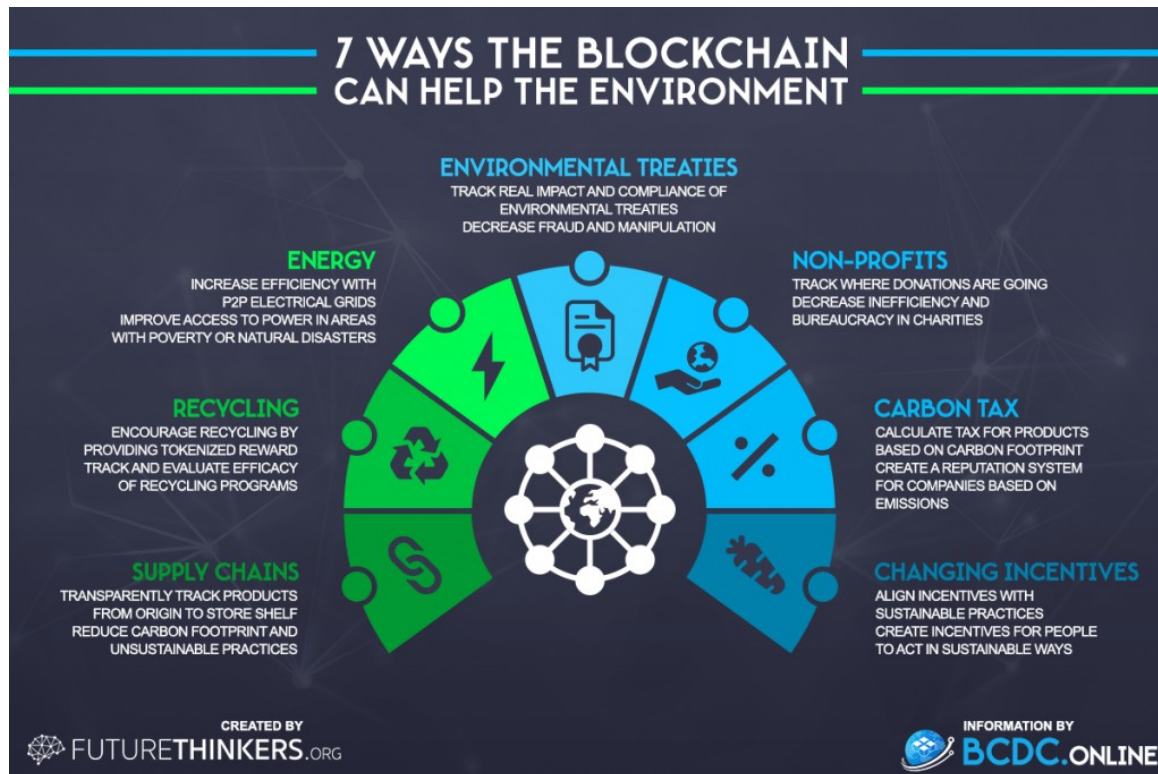 7 WAYS THE BLOCKCHAIN
CAN HELP THE ENVIRONMENT
ENVIRONMENTAL TREATIES
TRACK REAL IMPACT AND COMPLIANCE OF
ENVIRONMENTAL TREATIES
DECREASE FRAUD AND MANIPULATION
ENERGY
INCREASE EFFICIENCY WITH
P2P ELECTRICAL GRIDS
IMPROVE ACCESS TO POWER IN AREAS
WITH POVERTY OR NATURAL DISASTERS
NON-PROFITS
TRACK WHERE DONATIONS ARE GOING
DECREASE INEFFICIENCY AND
BUREAUCRACY IN CHARITIES
RECYCLING
ENCOURAGE RECYCLING BY
PROVIDING TOKENIZED REWARD
TRACK AND EVALUATE EFFICACY
OF RECYCLING PROGRAMS
CARBON TAX
CALCULATE TAX FOR PRODUCTS
BASED ON CARBON FOOTPRINT
CREATE A REPUTATION SYSTEM
FOR COMPANIES BASED ON
EMISSIONS
SUPPLY CHAINS
TRANSPARENTLY TRACK PRODUCTS
FROM ORIGIN TO STORE SHELF
REDUCE CARBON FOOTPRINT AND
UNSUSTAINABLE PRACTICES
CHANGING INCENTIVES
ALIGN INCENTIVES WITH
SUSTAINABLE PRACTICES
CREATE INCENTIVES FOR PEOPLE
TO ACT IN SUSTAINABLE WAYS
CREATED BY
FUTURETHINKERS.ORG
INFORMATION BY
BCDC.ONLINE